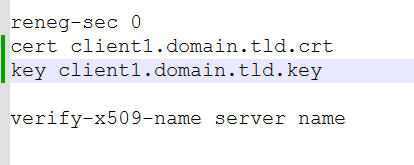 reneg-sec 0
cert client1.domain.tld.crt
key client1.domain.tld.key
verify-x509-name server name